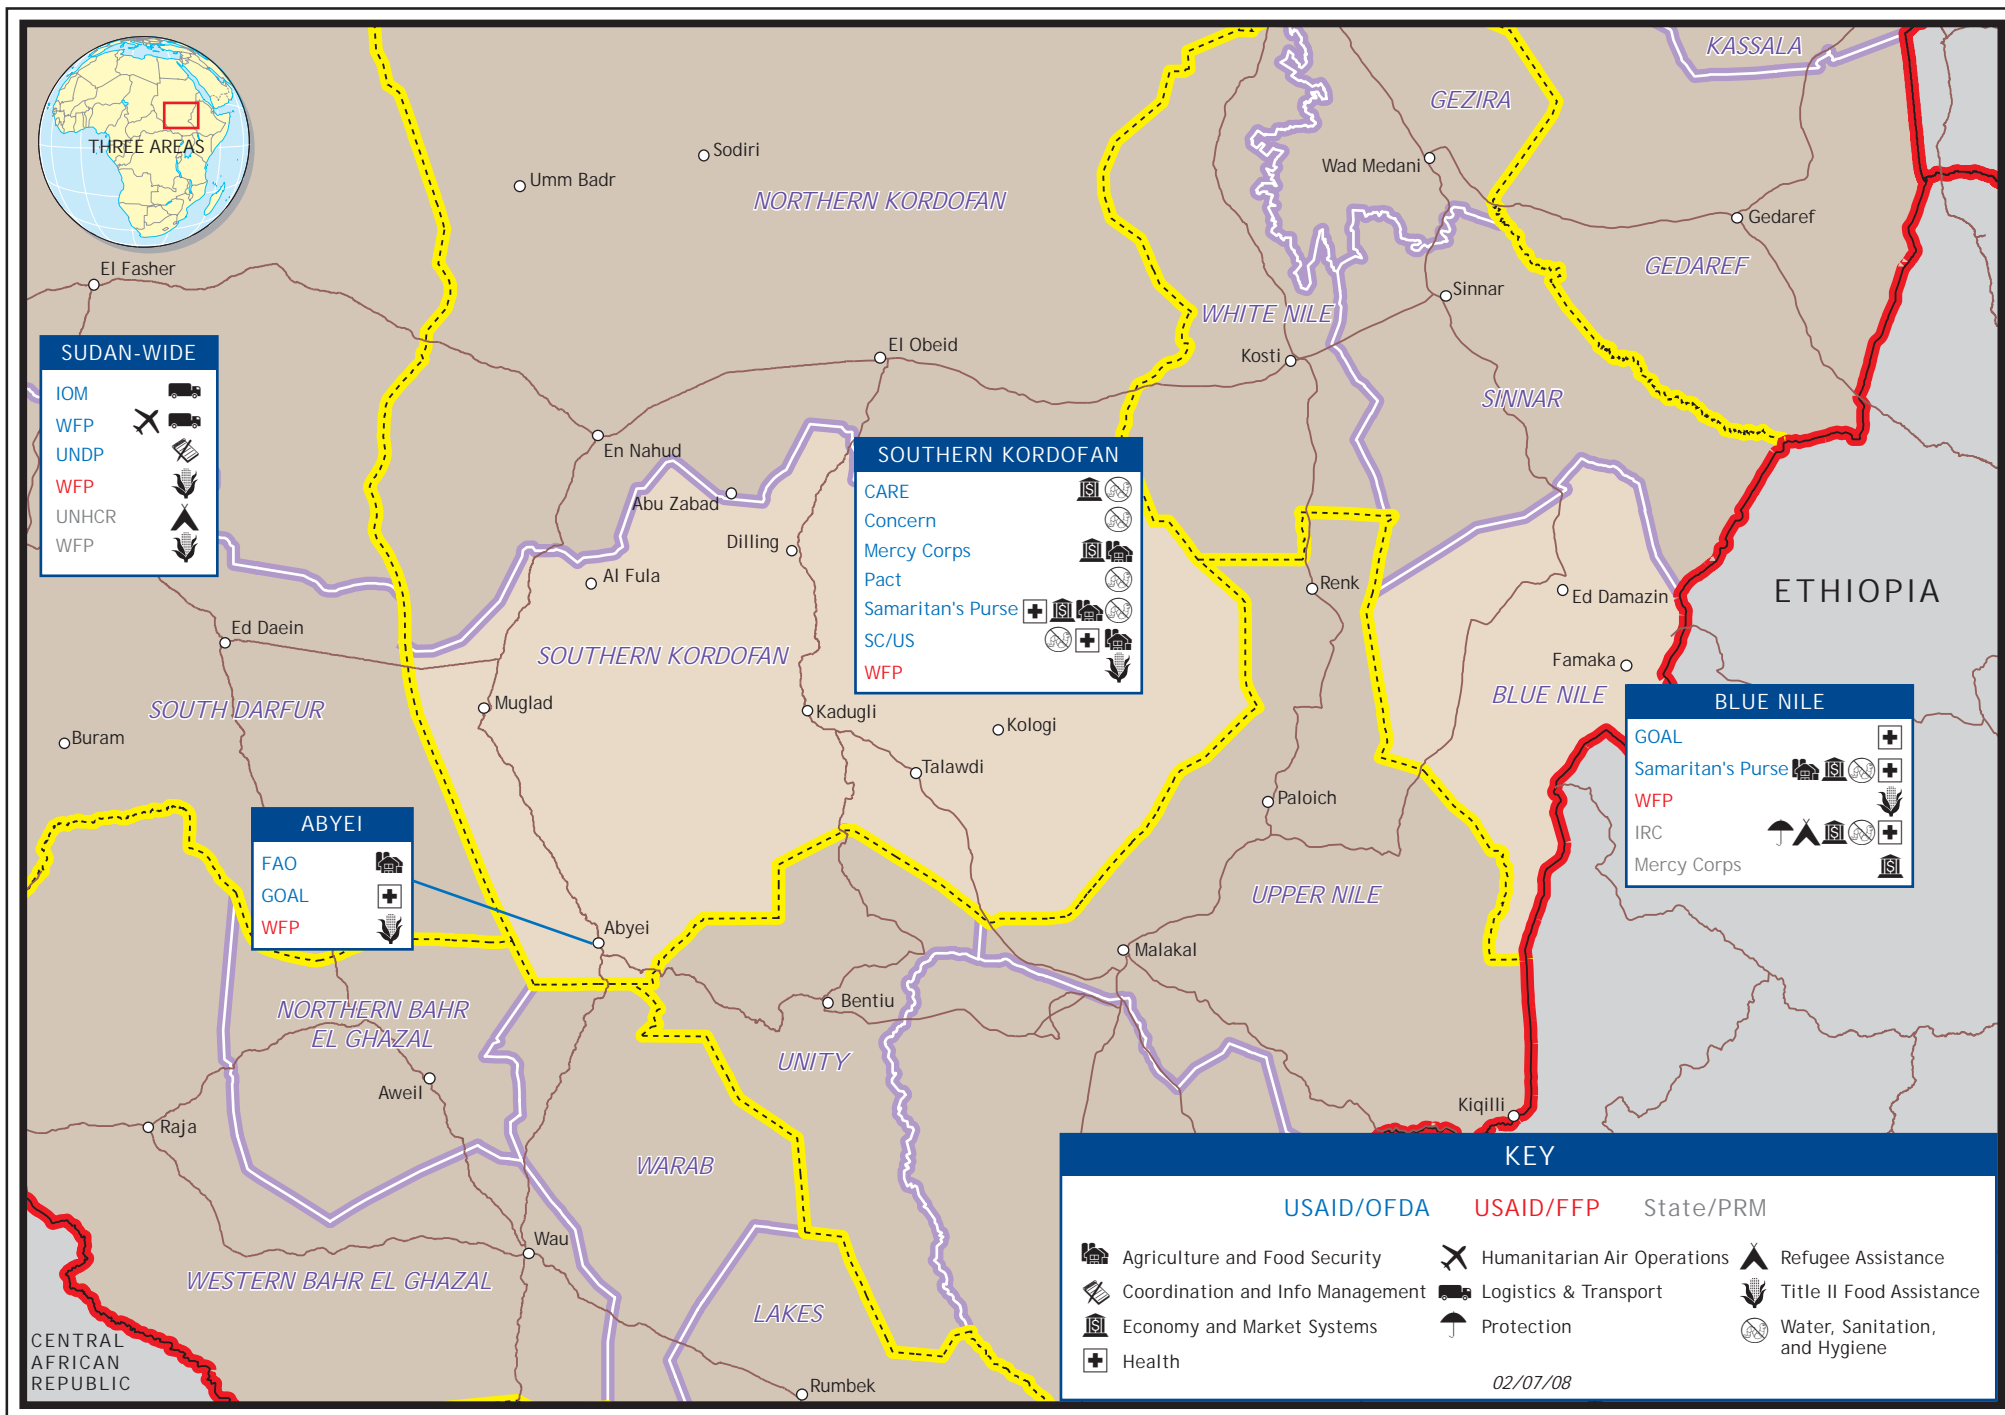 THREE AREAS
KASSALA
GEZIRA
Sodiri
Umm Badr
NORTHERN KORDOFAN
Wad Medani
Gedaref
GEDAREF
El Fasher
Sinnar
WHITE NILE
El Obeid
Kosti
SINNAR
SUDAN-WIDE
IOM
WFP
UNDP
WFP
UNHCR
WFP
En Nahud
Abu Zabad
Dilling
Al Fula
SOUTHERN KORDOFAN
CARE
Concern
Mercy Corps
Pact
Samaritan's Purse
SC/US
WFP
Renk
Ed Damazin
ETHIOPIA
Ed Daein
SOUTHERN KORDOFAN
Famaka
BLUE NILE
SOUTH DARFUR
Muglad
Kadugli
Kologi
Buram
Talawdi
Paloich
BLUE NILE
GOAL
Samaritan's Purse
WFP
IRC
Mercy Corps
ABYEI
FAO
GOAL
WFP
UPPER NILE
Abyei
Malakal
Bentiu
NORTHERN BAHR
EL GHAZAL
UNITY
Aweil
Kiqilli
Raja
WARAB
Wau
WESTERN BAHR EL GHAZAL
LAKES
Rumbek
CENTRAL
AFRICAN
REPUBLIC
KEY
USAID/OFDA USAID/FFP State/PRM
Agriculture and Food Security
Coordination and Info Management
Economy and Market Systems
Health
Humanitarian Air Operations
Logistics & Transport
Protection
Refugee Assistance
Title II Food Assistance
Water, Sanitation,
and Hygiene
02/07/08